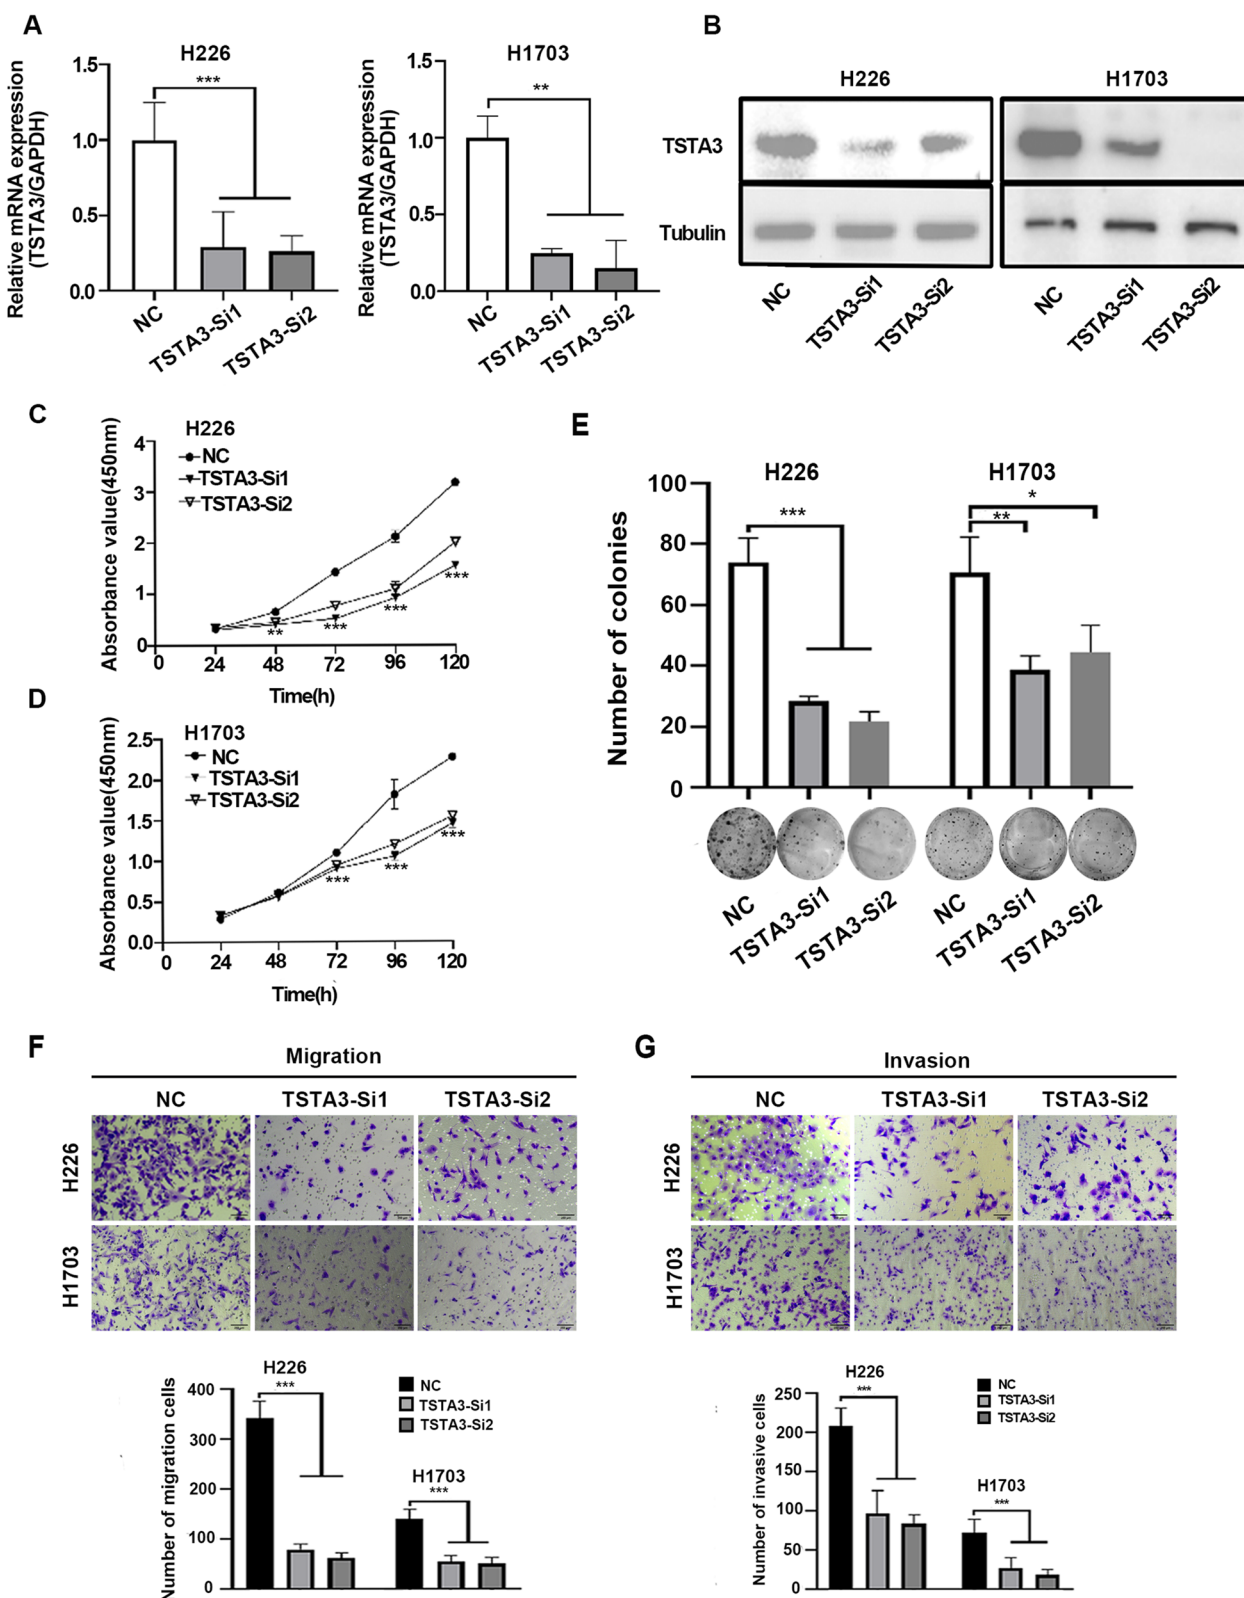 A
H226
***
Relative mRNA expression
(TSTA3/GAPDH)
1.5
1.0
0.5
0.0
NC
TSTA3-Si1
TSTA3-Si2
H1703
**
Relative mRNA expression
(TSTA3/GAPDH)
1.5
1.0
0.5
0.0
NC
TSTA3-Si1
TSTA3-Si2
B
H226
H1703
TSTA3
Tubulin
NC
TSTA3-Si1
TSTA3-Si2
NC
TSTA3-Si1
TSTA3-Si2
C
H226
NC
TSTA3-Si1
TSTA3-Si2
Absorbance value(450nm)
4
3
2
1
0
** *** *** ***
0 24 48 72 96 120
Time(h)
D
H1703
NC
TSTA3-Si1
TSTA3-Si2
Absorbance value(450nm)
2.5
2.0
1.5
1.0
0.5
0.0
*** *** ***
0 24 48 72 96 120
Time(h)
E
H226
H1703
***
**
*
Number of colonies
100
80
60
40
20
0
NC
TSTA3-Si1
TSTA3-Si2
NC
TSTA3-Si1
TSTA3-Si2
F
Migration
NC TSTA3-Si1 TSTA3-Si2
H226
H1703
H226
***
H1703
***
NC
TSTA3-Si1
TSTA3-Si2
Number of migration cells
400
300
200
100
0
G
Invasion
NC TSTA3-Si1 TSTA3-Si2
H226
H1703
H226
***
H1703
***
NC
TSTA3-Si1
TSTA3-Si2
Number of invasive cells
250
200
150
100
50
0